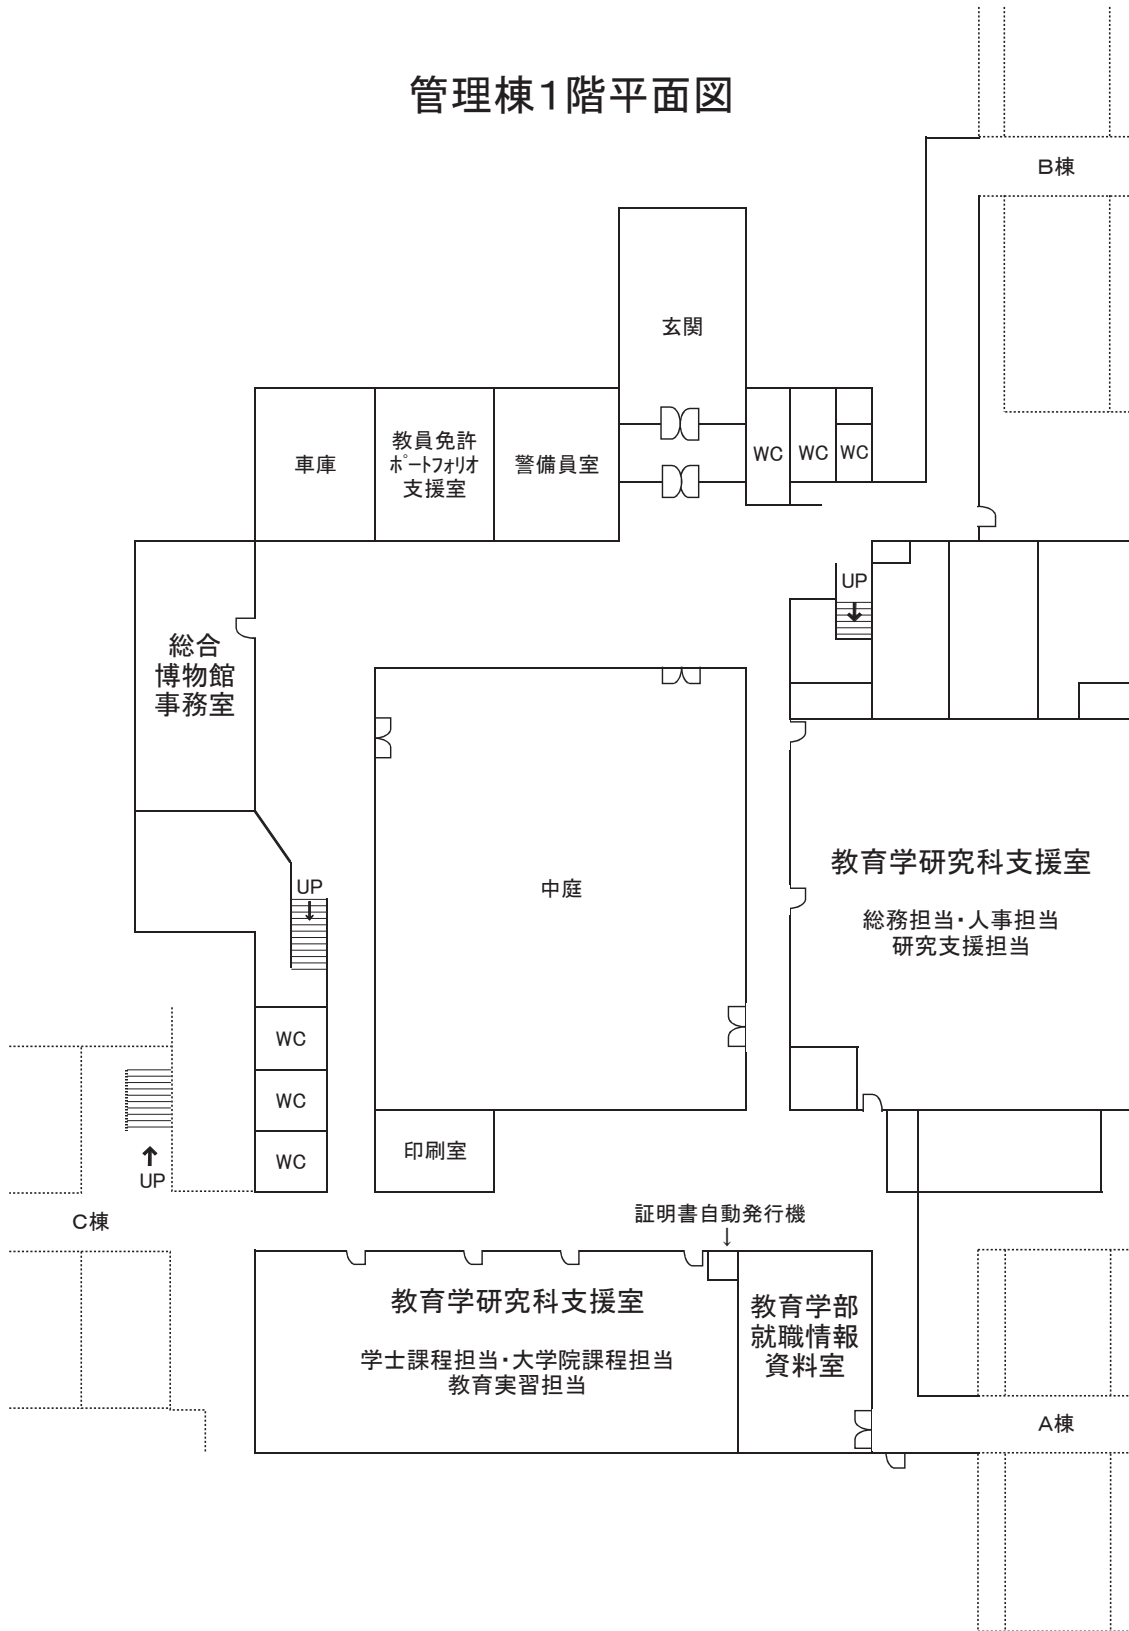 管理棟1階平面図
B棟
玄関
車庫
教員免許
ポートフォリオ
支援室
警備員室
WC
WC
WC
UP
総合
博物館
事務室
中庭
教育学研究科支援室
総務担当・人事担当
研究支援担当
UP
WC
WC
WC
印刷室
UP
C棟
証明書自動発行機
↓
教育学研究科支援室
学士課程担当・大学院課程担当
教育実習担当
教育学部
就職情報
資料室
A棟